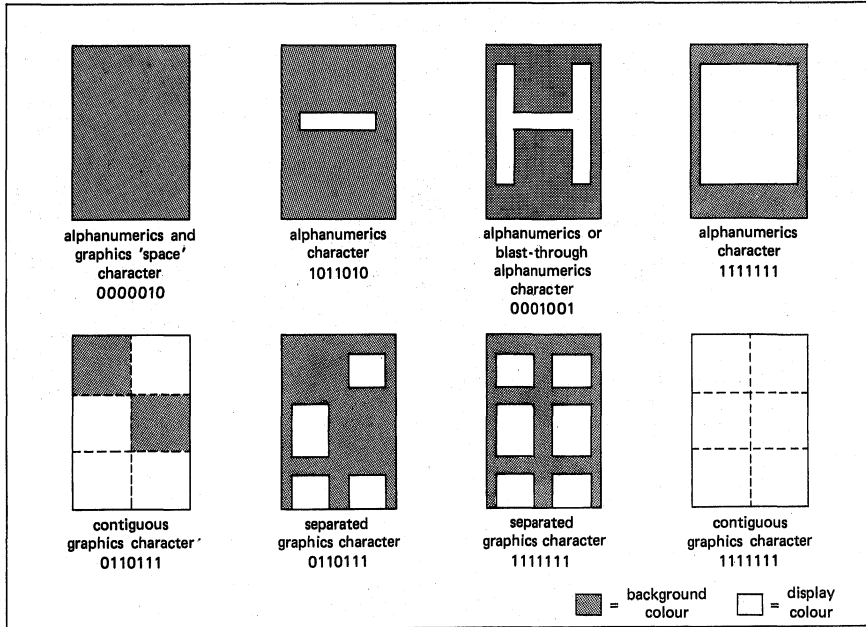 alphanumerics and
graphics 'space'
character
0000010
alphanumerics
character
1011010
alphanumerics or
blast-through
alphanumerics
character
0001001
alphanumerics
character
1111111
contiguous
graphics character
0110111
separated
graphics character
0110111
separated
graphics character
1111111
contiguous
graphics character
1111111
= background
colour
= display
colour